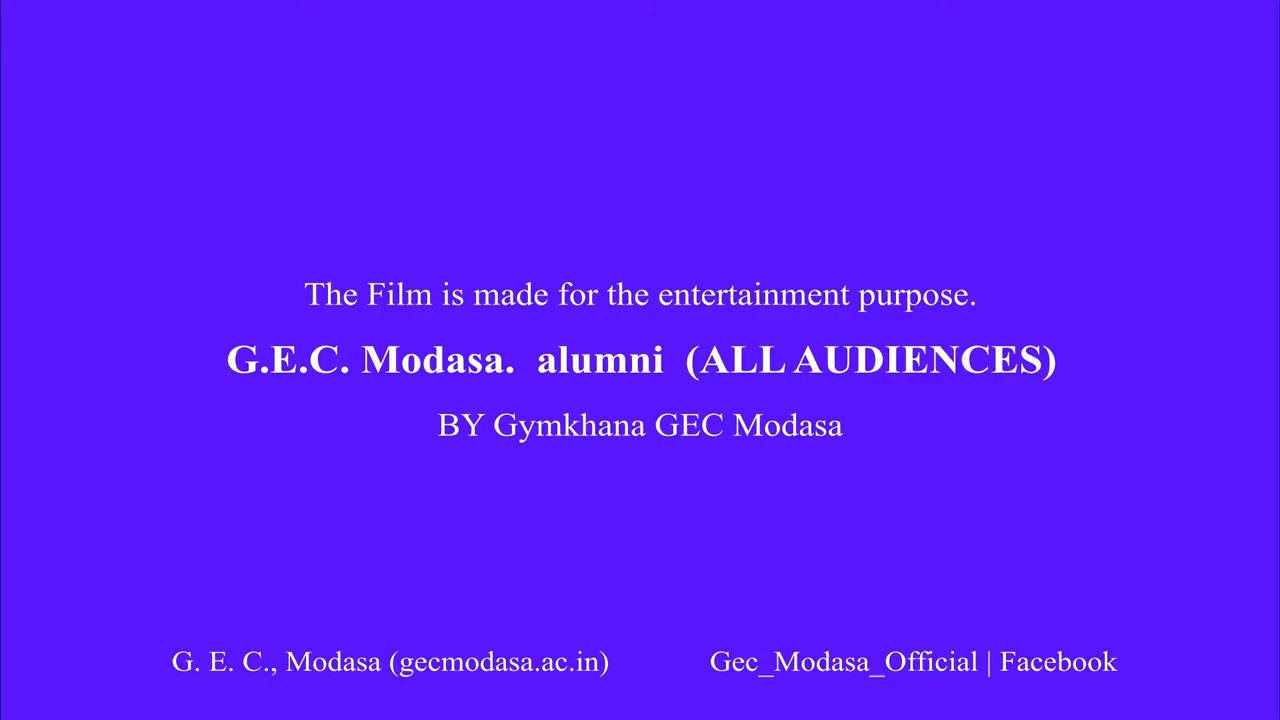 The Film is made for the entertainment purpose.
G.E.C. Modasa. alumni (ALL AUDIENCES)
BY Gymkhana GEC Modasa
G. E. C., Modasa (gecmodasa.ac.in) Gec_Modasa_Official | Facebook